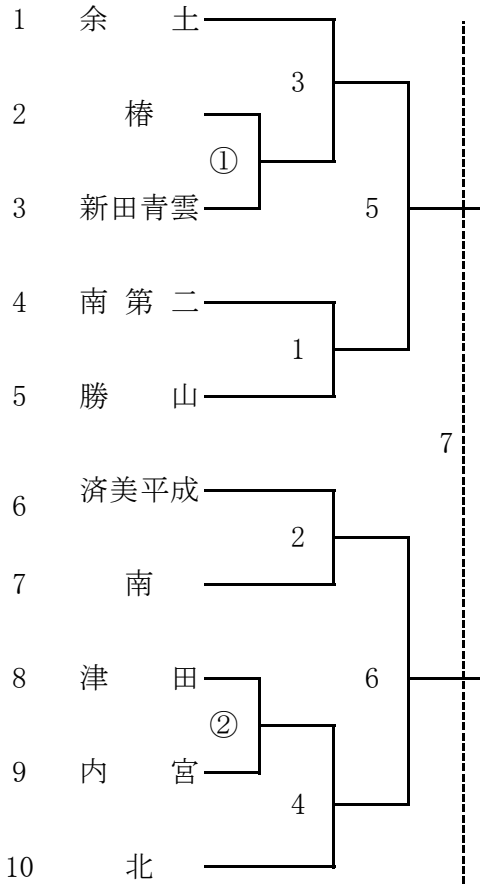 1 余土
3
2 椿
①
3 新田青雲
5
4 南第二
1
5 勝山
7
6 済美平成
2
7 南
8 津田
6
②
9 内宮
4
10 北